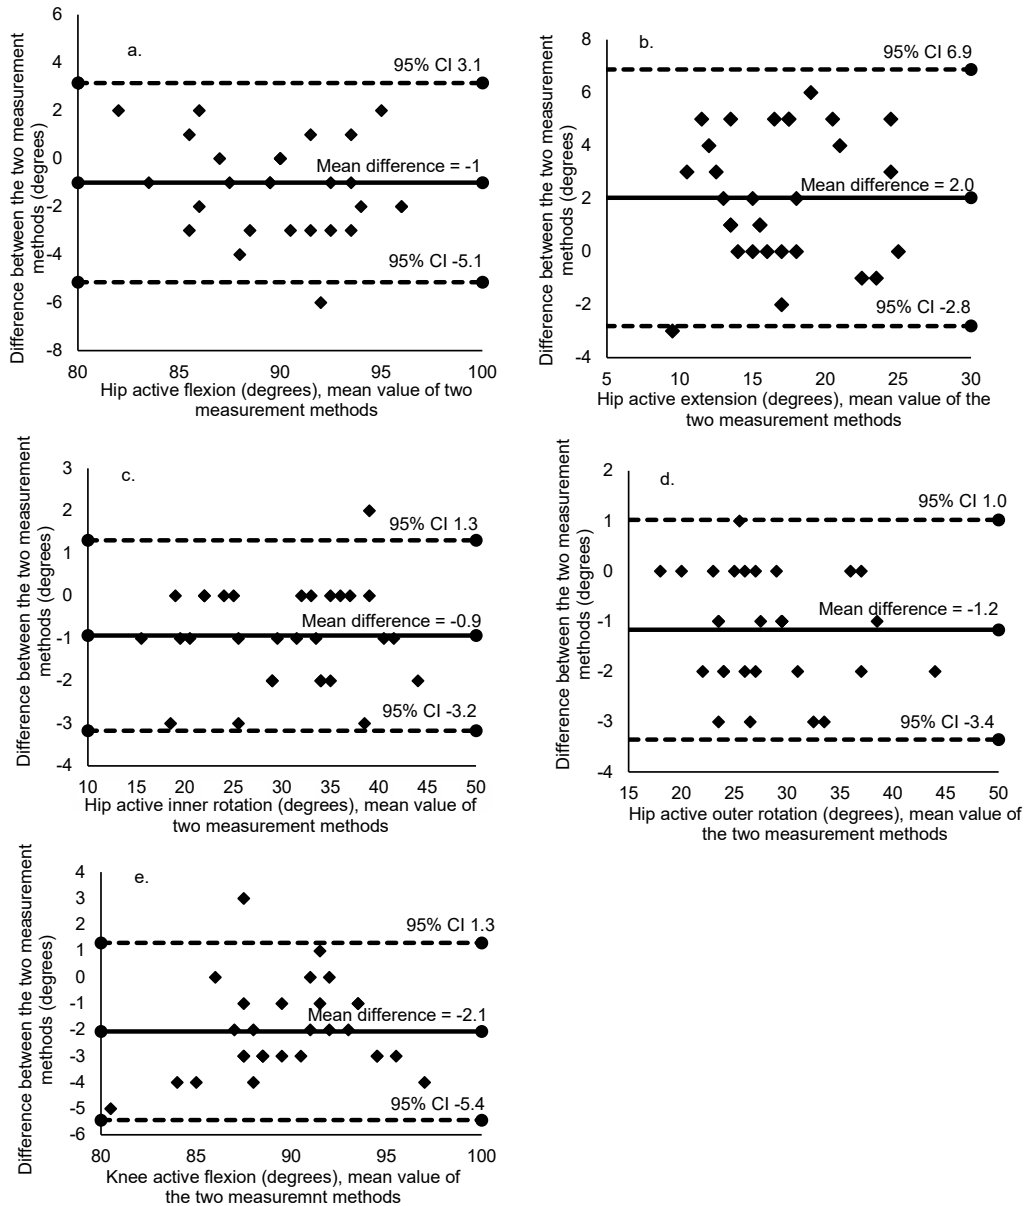 a.
Difference between the two measurement
methods (degrees)
6
4
2
0
-2
-4
-6
-8
95% CI 3.1
Mean difference = -1
95% CI -5.1
80 85 90 95 100
Hip active flexion (degrees), mean value of two
measurement methods
b.
Difference between the two measurement
methods (degrees)
8
6
4
2
0
-2
-4
95% CI 6.9
Mean difference = 2.0
95% CI -2.8
5 10 15 20 25 30
Hip active extension (degrees), mean value of the
two measurement methods
c.
Difference between the two measurement
methods (degrees)
3
2
1
0
-1
-2
-3
-4
95% CI 1.3
Mean difference = -0.9
95% CI -3.2
10 15 20 25 30 35 40 45 50
Hip active inner rotation (degrees), mean value of
two measurement methods
d.
Difference between the two measurement
methods (degrees)
2
1
0
-1
-2
-3
-4
95% CI 1.0
Mean difference = -1.2
95% CI -3.4
15 20 25 30 35 40 45 50
Hip active outer rotation (degrees), mean value of
the two measurement methods
e.
Difference between the two measurement
methods (degrees)
4
3
2
1
0
-1
-2
-3
-4
-5
-6
95% CI 1.3
Mean difference = -2.1
95% CI -5.4
80 85 90 95 100
Knee active flexion (degrees), mean value of
the two measuremnt methods